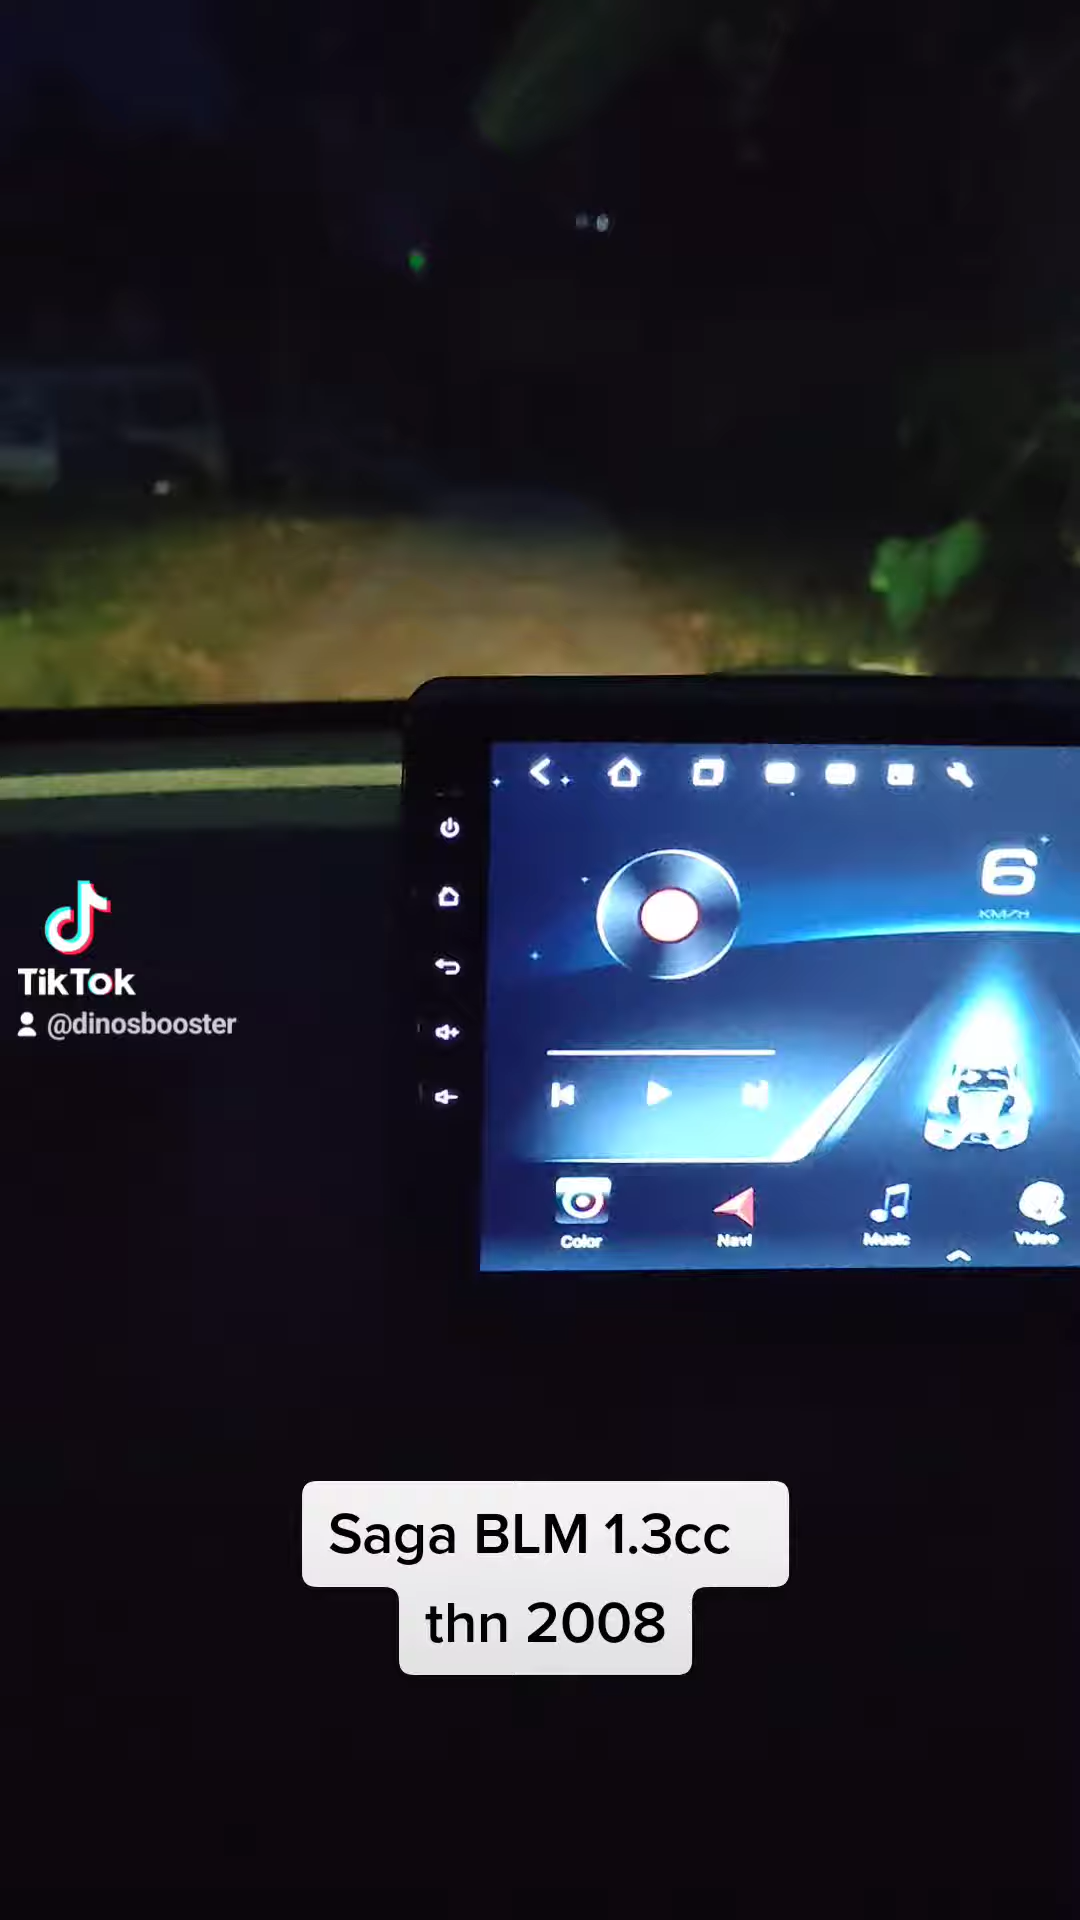 6
KM/H
TikTok
@dinosbooster
Color
Navi
Music
Video
Saga BLM 1.3cc
thn 2008